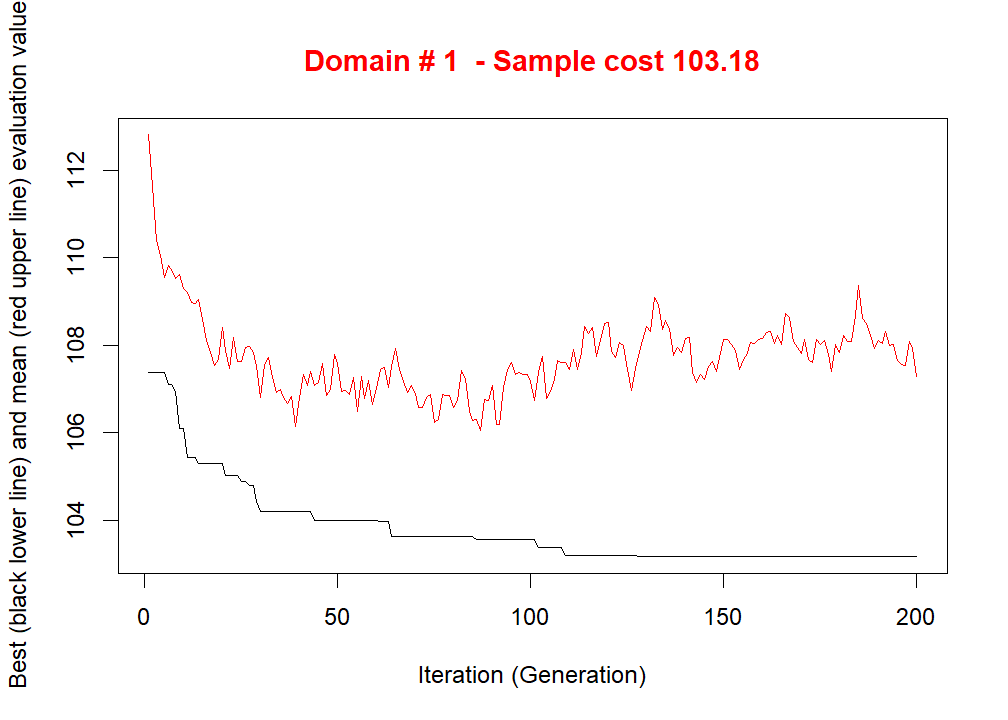 Domain # 1  - Sample cost 103.18
Best (black lower line) and mean (red upper line) evaluation value
112
110
108
106
104
0 50 100 150 200
Iteration (Generation)